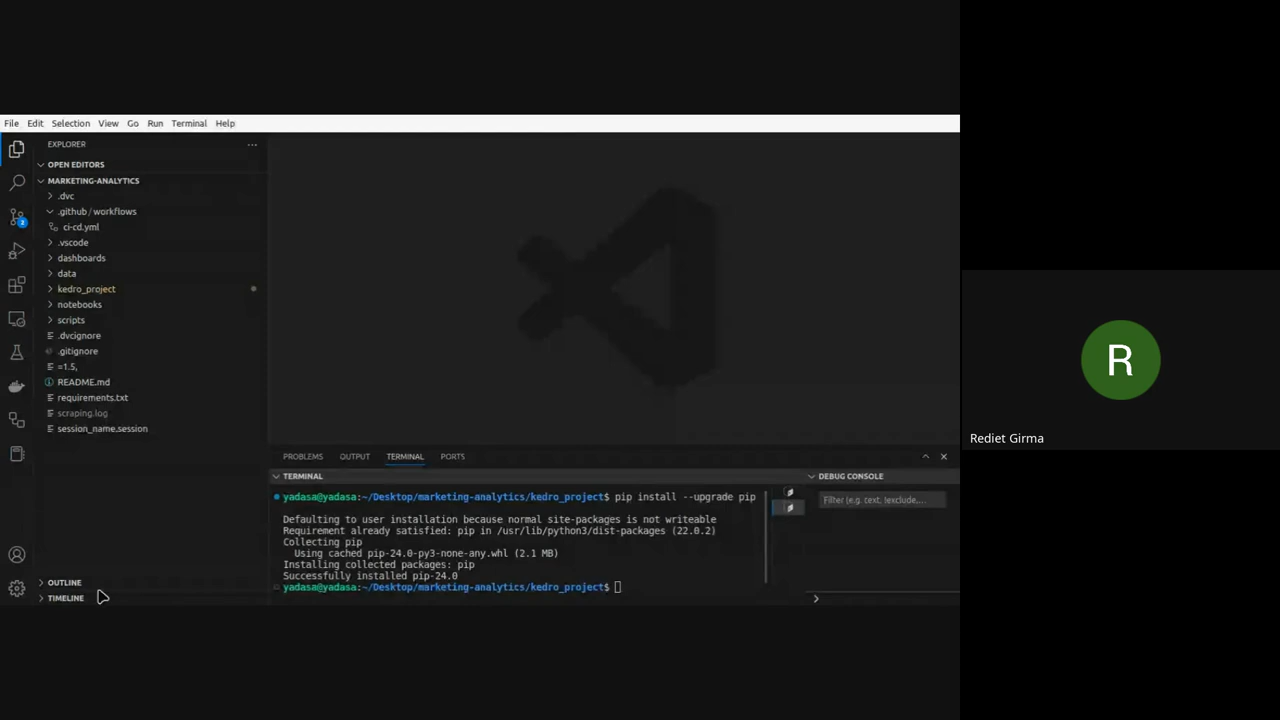 File Edit Selection View Go Run Terminal Help
EXPLORER
OPEN EDITORS
MARKETING-ANALYTICS
.dvc
.github / workflows
ci-cd.yml
.vscode
dashboards
data
kedro_project
notebooks
scripts
.dvcignore
.gitignore
=1.5,
README.md
requirements.txt
scraping.log
session_name.session
OUTLINE
TIMELINE
2
PROBLEMS OUTPUT TERMINAL PORTS
TERMINAL
yadasa@yadasa:~/Desktop/marketing-analytics/kedro_project$ pip install --upgrade pip
Defaulting to user installation because normal site-packages is not writeable
Requirement already satisfied: pip in /usr/lib/python3/dist-packages (22.0.2)
Collecting pip
Using cached pip-24.0-py3-none-any.whl (2.1 MB)
Installing collected packages: pip
Successfully installed pip-24.0
yadasa@yadasa:~/Desktop/marketing-analytics/kedro_project$
DEBUG CONSOLE
Filter (e.g. text, !exclude,...
R
Rediet Girma